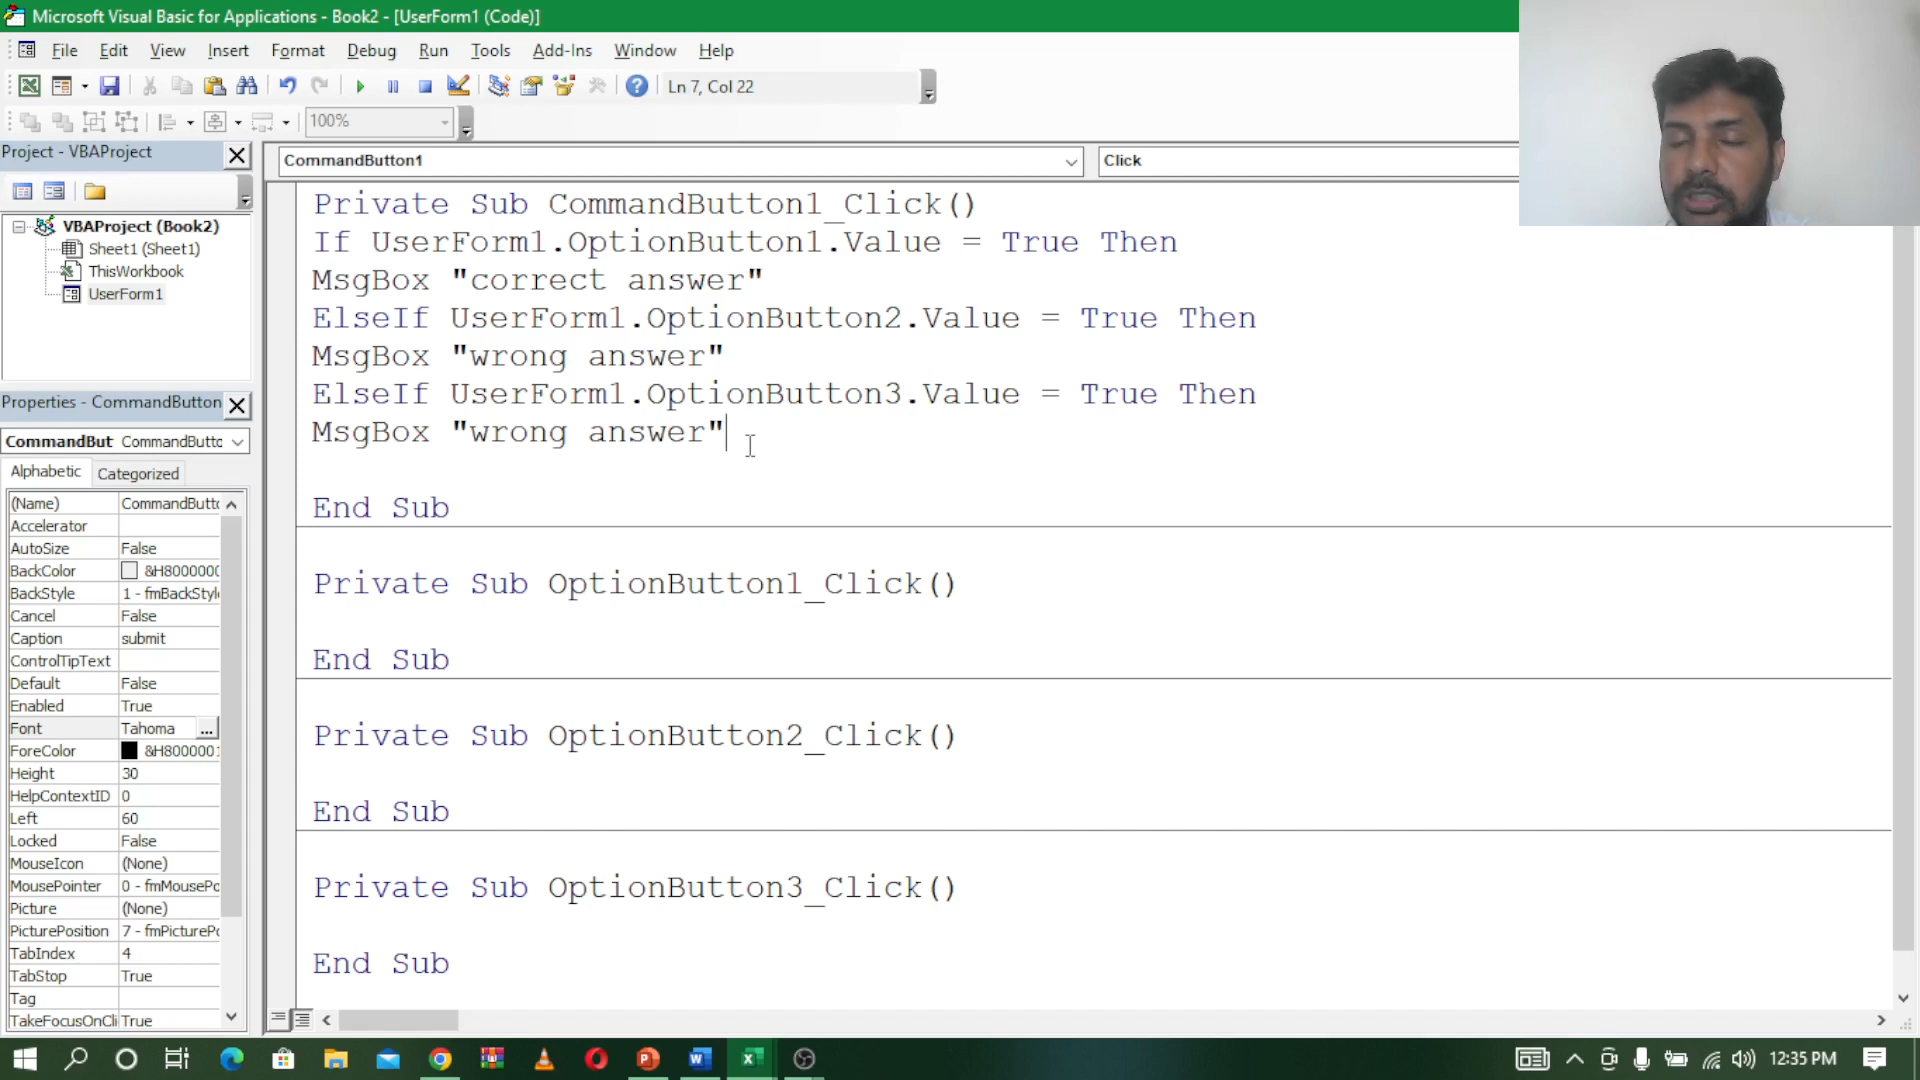 Microsoft Visual Basic for Applications - Book2 - [UserForm1 (Code)]
File Edit View Insert Format Debug Run Tools Add-Ins Window Help
Ln 7, Col 22
100%
Project - VBAProject
CommandButton1
Click
VBAProject (Book2)
Sheet1 (Sheet1)
ThisWorkbook
UserForm1
Private Sub CommandButton1_Click()
If UserForm1.OptionButton1.Value = True Then
MsgBox "correct answer"
ElseIf UserForm1.OptionButton2.Value = True Then
MsgBox "wrong answer"
ElseIf UserForm1.OptionButton3.Value = True Then
MsgBox "wrong answer"
End Sub
Private Sub OptionButton1_Click()
End Sub
Private Sub OptionButton2_Click()
End Sub
Private Sub OptionButton3_Click()
End Sub
Properties - CommandButton
CommandBut CommandButto
Alphabetic Categorized
(Name) CommandButto
Accelerator
AutoSize False
BackColor &H8000000
BackStyle 1 - fmBackStyl
Cancel False
Caption submit
ControlTipText
Default False
Enabled True
Font Tahoma ...
ForeColor &H8000001
Height 30
HelpContextID 0
Left 60
Locked False
MouseIcon (None)
MousePointer 0 - fmMousePo
Picture (None)
PicturePosition 7 - fmPicturePo
TabIndex 4
TabStop True
Tag
TakeFocusOnCli True
12:35 PM